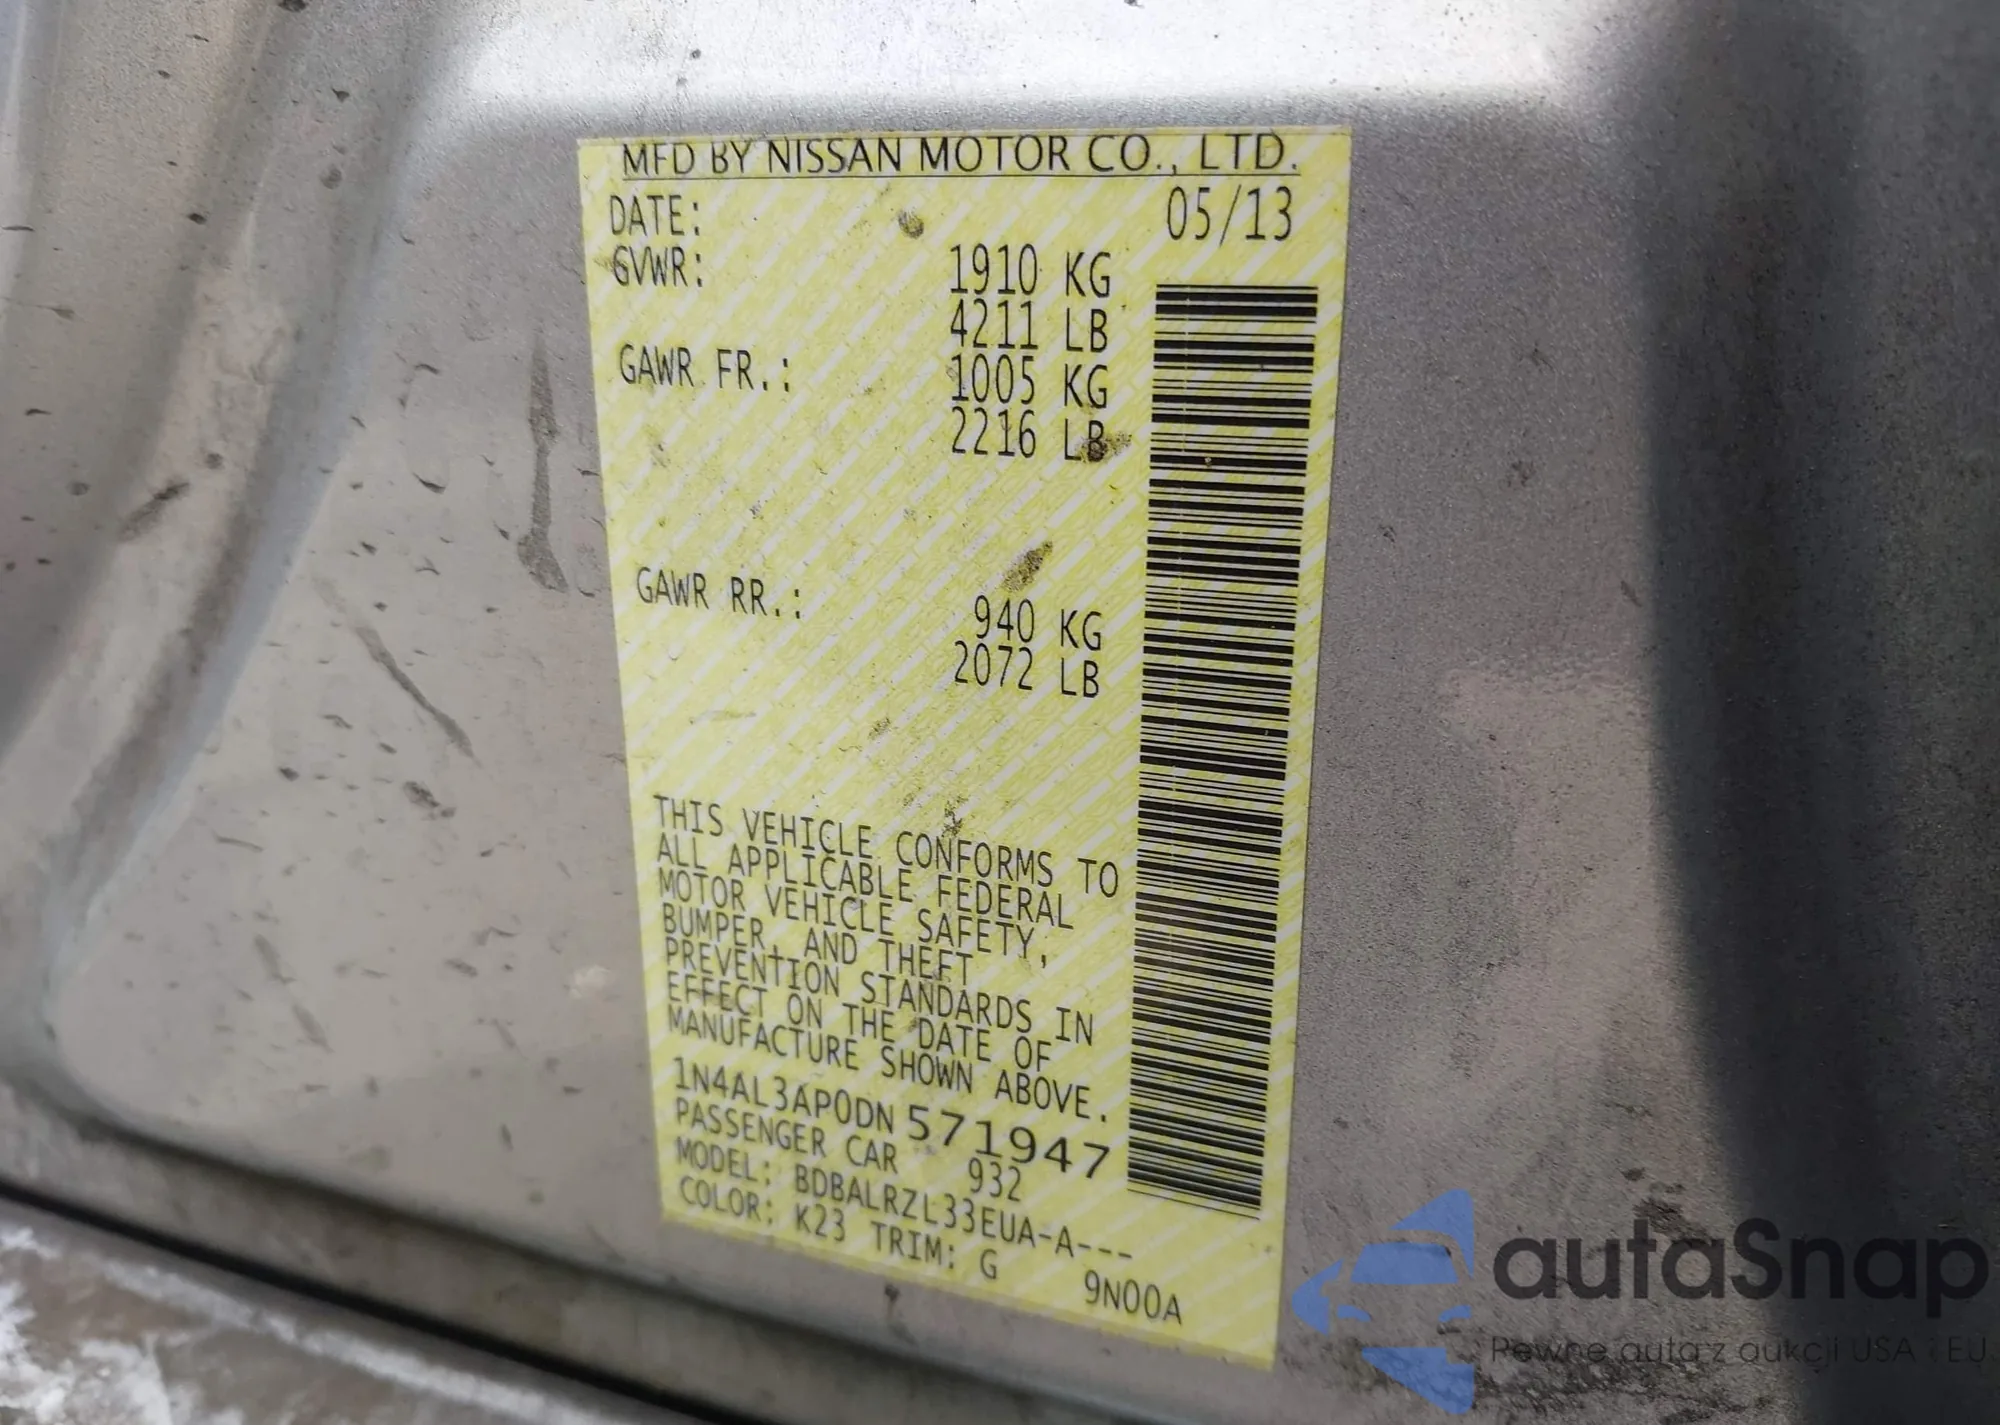 MFD BY NISSAN MOTOR CO., LTD.
DATE: 05/13
GVWR: 1910 KG
4211 LB
GAWR FR.: 1005 KG
2216 LB
GAWR RR.: 940 KG
2072 LB
THIS VEHICLE CONFORMS TO
ALL APPLICABLE FEDERAL
MOTOR VEHICLE SAFETY,
BUMPER, AND THEFT
PREVENTION STANDARDS IN
EFFECT ON THE DATE OF
MANUFACTURE SHOWN ABOVE.
1N4AL3AP0DN 571947
PASSENGER CAR 932
MODEL: BDBALRZL33EUA-A---
COLOR: K23 TRIM: G 9N00A
autaSnap
Pewne auta z aukcji USA i EU